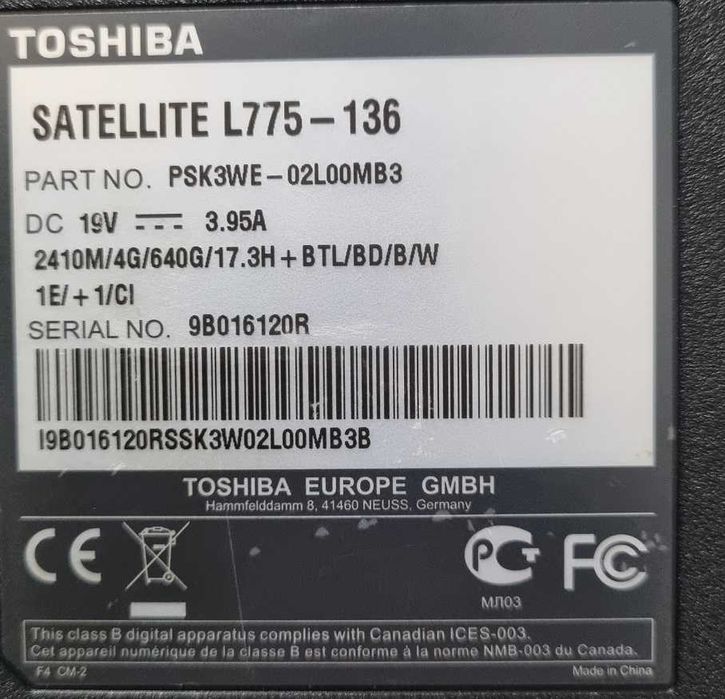 TOSHIBA
SATELLITE L775-136
PART NO. PSK3WE-02L00MB3
DC 19V 3.95A
2410M/4G/640G/17.3H+BTL/BD/B/W
1E/+1/CI
SERIAL NO. 9B016120R
I9B016120RSSK3W02L00MB3B
TOSHIBA EUROPE GMBH
Hammfelddamm 8, 41460 NEUSS, Germany
CE PCT FC
МЛ03
This class B digital apparatus complies with Canadian ICES-003.
Cet appareil numérique de la classe B est conforme à la norme NMB-003 du Canada.
F4 CM-2 Made in China